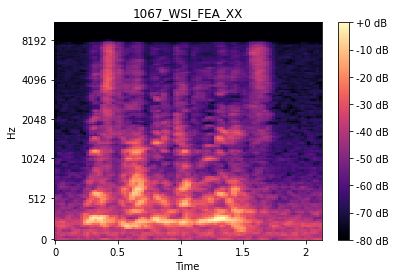 1067_WSI_FEA_XX
+0 dB
8192
-10 dB
4096
-20 dB
-30 dB
2048
Hz
-40 dB
1024
-50 dB
512
-60 dB
-70 dB
0
-80 dB
0
0.5
1
1.5
2
Time